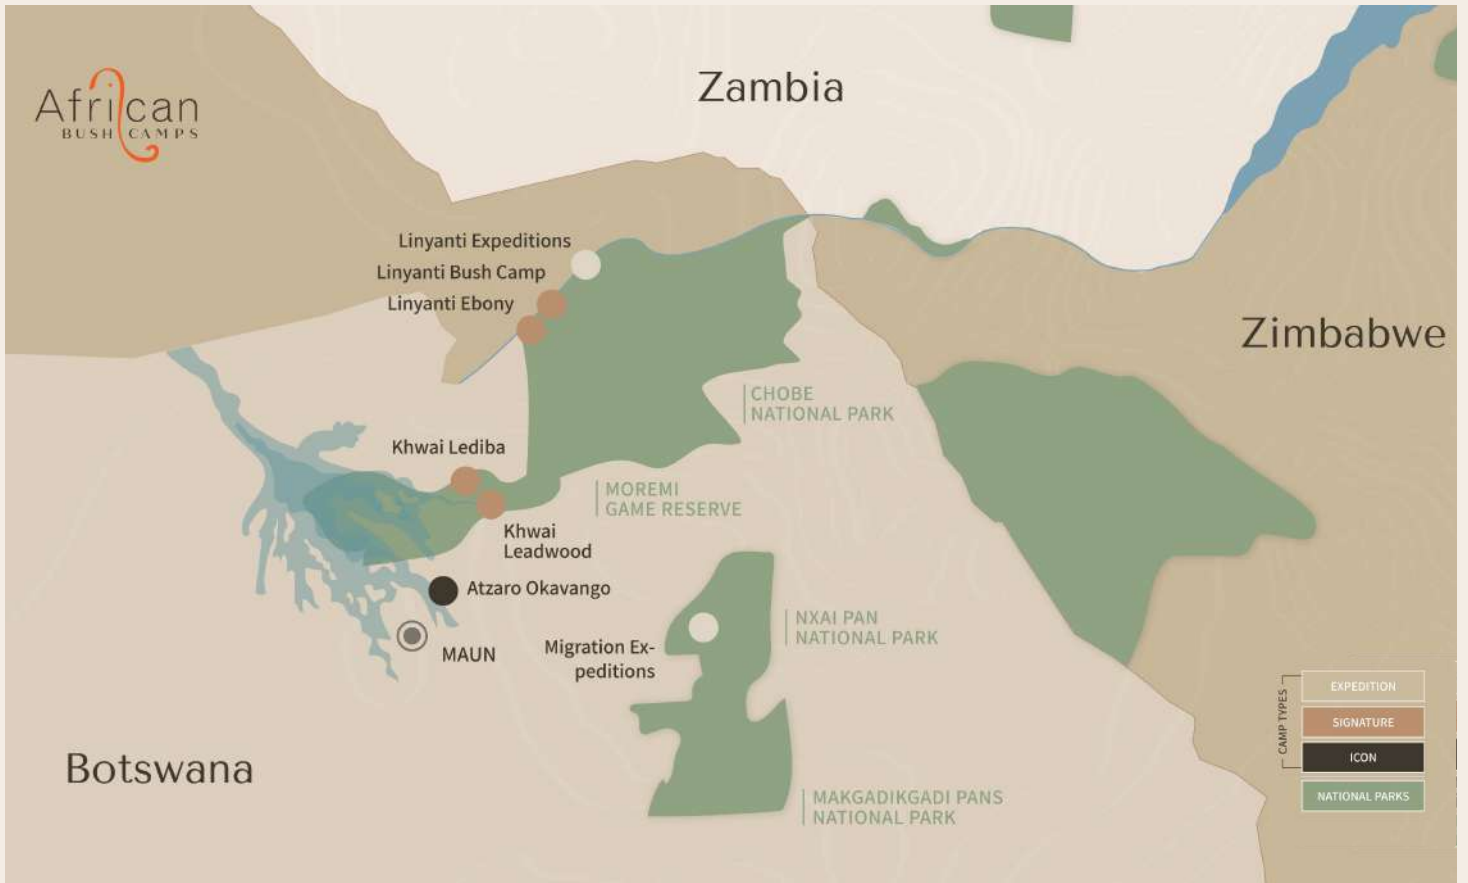 African
BUSH CAMPS
Zambia
Linyanti Expeditions
Linyanti Bush Camp
Linyanti Ebony
Zimbabwe
CHOBE
NATIONAL PARK
Khwai Lediba
MOREMI
GAME RESERVE
Khwai
Leadwood
Atzaro Okavango
MAUN
Migration Ex-
peditions
NXAI PAN
NATIONAL PARK
Botswana
MAKGADIKGADI PANS
NATIONAL PARK
CAMP TYPES
EXPEDITION
SIGNATURE
ICON
NATIONAL PARKS